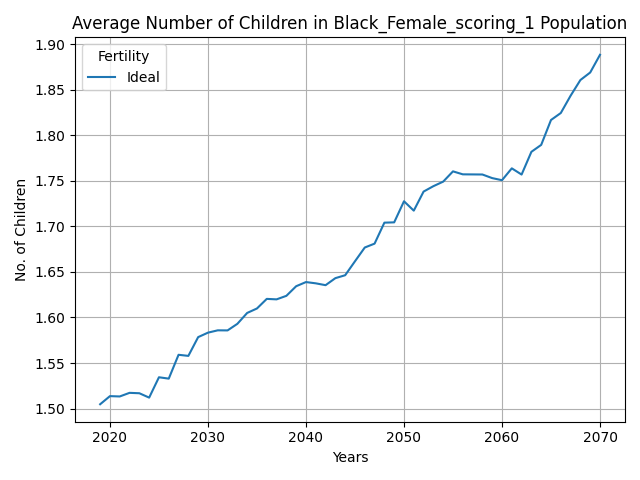 Average Number of Children in Black_Female_scoring_1 Population
1.90
1.85
1.80
1.75
1.70
1.65
1.60
1.55
1.50
No. of Children
Fertility
Ideal
2020 2030 2040 2050 2060 2070
Years